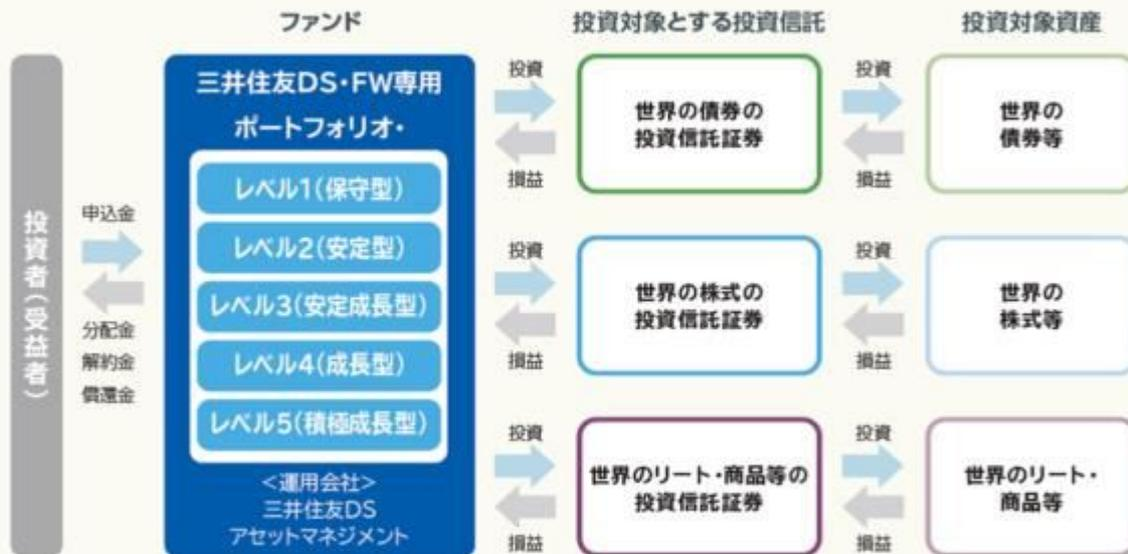 ファンド
投資対象とする投資信託
投資対象資産
投資者(受益者)
申込金
分配金
解約金
償還金
三井住友DS・FW専用
ポートフォリオ・
レベル1(保守型)
レベル2(安定型)
レベル3(安定成長型)
レベル4(成長型)
レベル5(積極成長型)
<運用会社>
三井住友DS
アセットマネジメント
投資
損益
世界の債券の
投資信託証券
投資
損益
世界の
債券等
投資
損益
世界の株式の
投資信託証券
投資
損益
世界の
株式等
投資
損益
世界のリート・商品等の
投資信託証券
投資
損益
世界のリート・
商品等